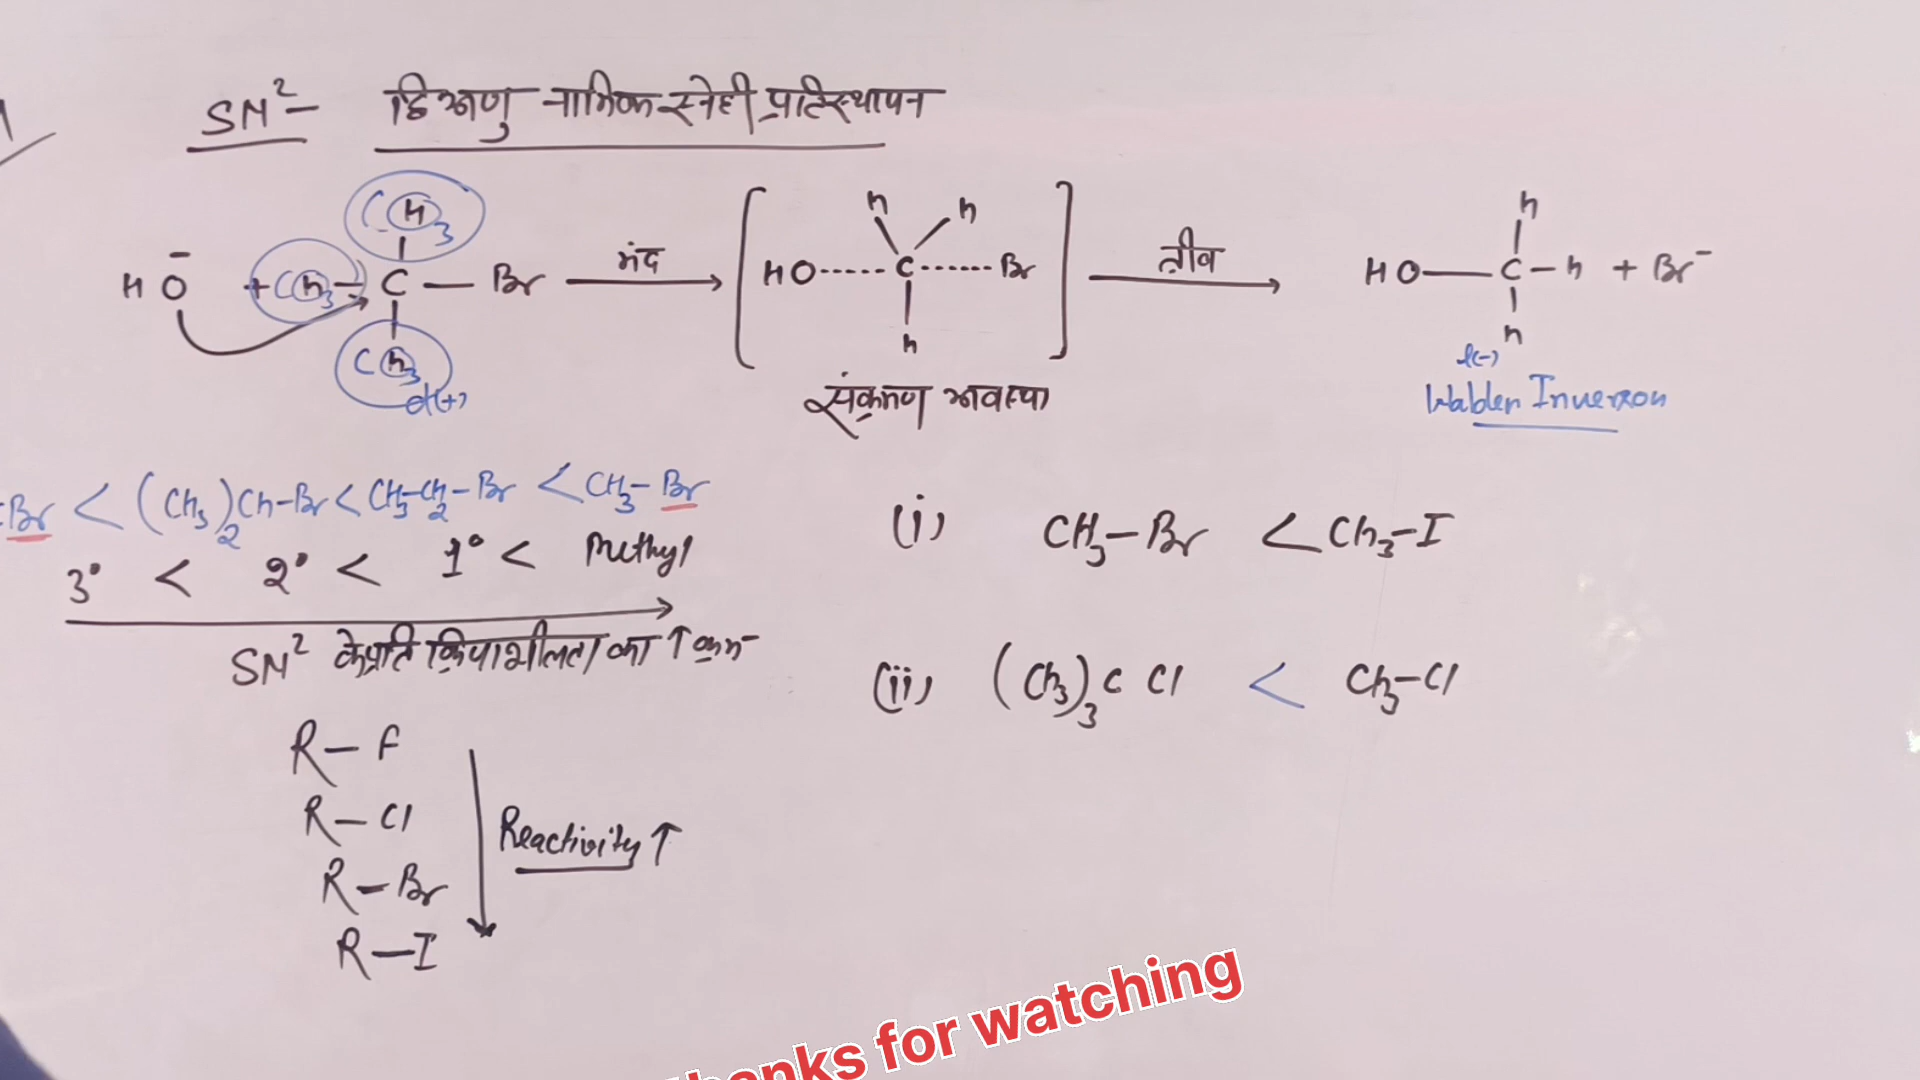 SN²- द्विअणु नाभिकस्नेही प्रतिस्थापन
HO⁻ + H - C - Br मंद → [HO-----C------Br] तीव्र → HO—C—H + Br⁻
CH₃
CH₃
CH₃
d(+)
H H
H
संक्रमण अवस्था
H
H
l(-)
Br < (CH₃)₂CH-Br < CH₃-CH₂-Br < CH₃-Br
3° < 2° < 1° < Methyl
SN² के प्रति क्रियाशीलता का ↑ क्रम-
R-F
R-Cl
R-Br
R-I
Reactivity ↑
(i) CH₃-Br < CH₃-I
(ii) (CH₃)₃C Cl < CH₃-Cl
for watching